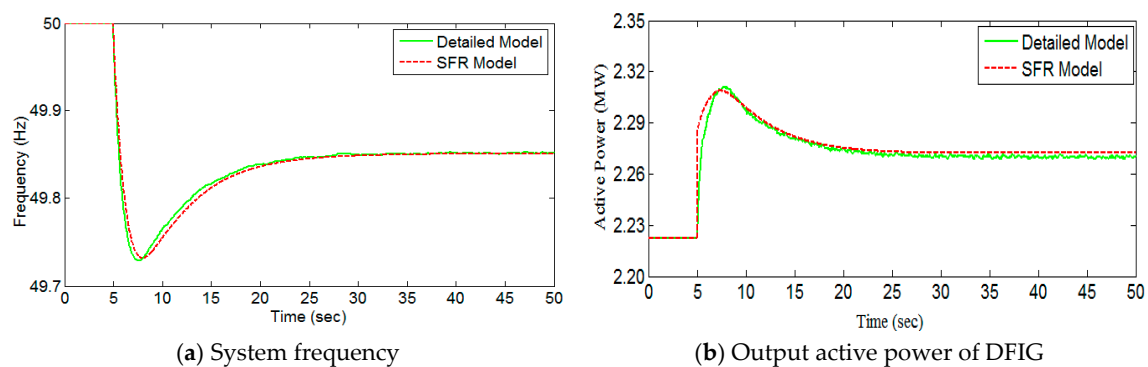 50
49.9
49.8
49.7
Frequency (Hz)
Detailed Model
SFR Model
0 5 10 15 20 25 30 35 40 45 50
Time (sec)
(a) System frequency
2.35
2.32
2.29
2.26
2.23
2.20
Active Power (MW)
Detailed Model
SFR Model
0 5 10 15 20 25 30 35 40 45 50
Time (sec)
(b) Output active power of DFIG